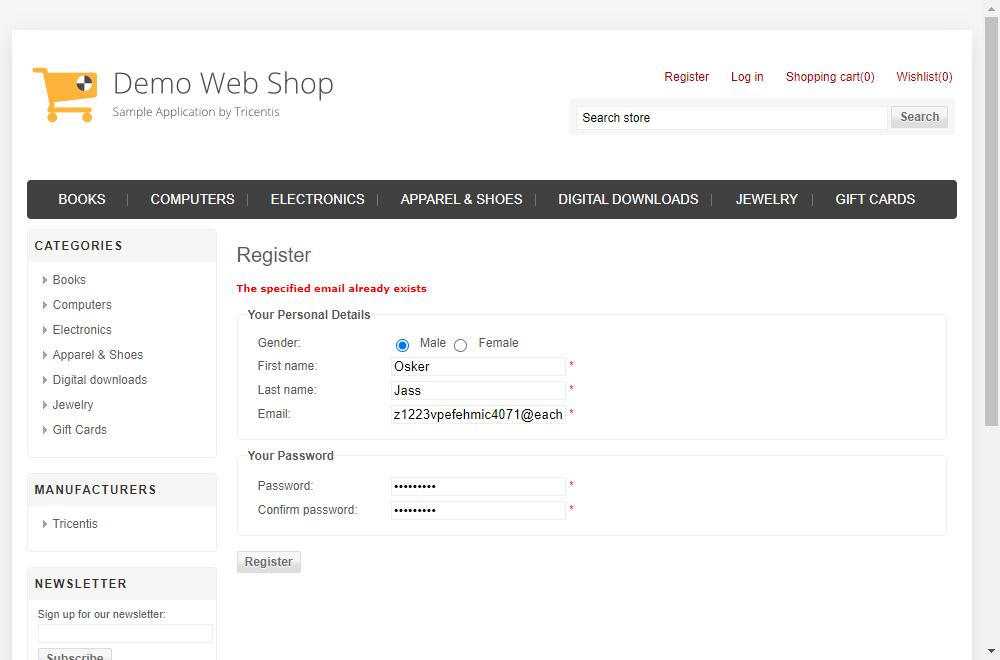 Demo Web Shop
Sample Application by Tricentis
Register Log in Shopping cart(0) Wishlist(0)
Search store Search
BOOKS COMPUTERS ELECTRONICS APPAREL & SHOES DIGITAL DOWNLOADS JEWELRY GIFT CARDS
CATEGORIES
Books
Computers
Electronics
Apparel & Shoes
Digital downloads
Jewelry
Gift Cards
MANUFACTURERS
Tricentis
NEWSLETTER
Sign up for our newsletter:
Subscribe
Register
The specified email already exists
Your Personal Details
Gender: Male Female
First name: Osker *
Last name: Jass *
Email: z1223vpefehmic4071@each *
Your Password
Password: ••••••••• *
Confirm password: ••••••••• *
Register